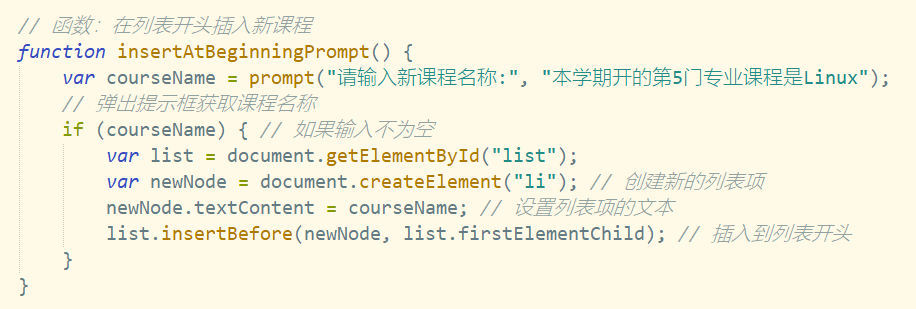 // 函数：在列表开头插入新课程
function insertAtBeginningPrompt() {
    var courseName = prompt("请输入新课程名称:", "本学期开的第5门专业课程是Linux");
    // 弹出提示框获取课程名称
    if (courseName) { // 如果输入不为空
        var list = document.getElementById("list");
        var newNode = document.createElement("li"); // 创建新的列表项
        newNode.textContent = courseName; // 设置列表项的文本
        list.insertBefore(newNode, list.firstElementChild); // 插入到列表开头
    }
}